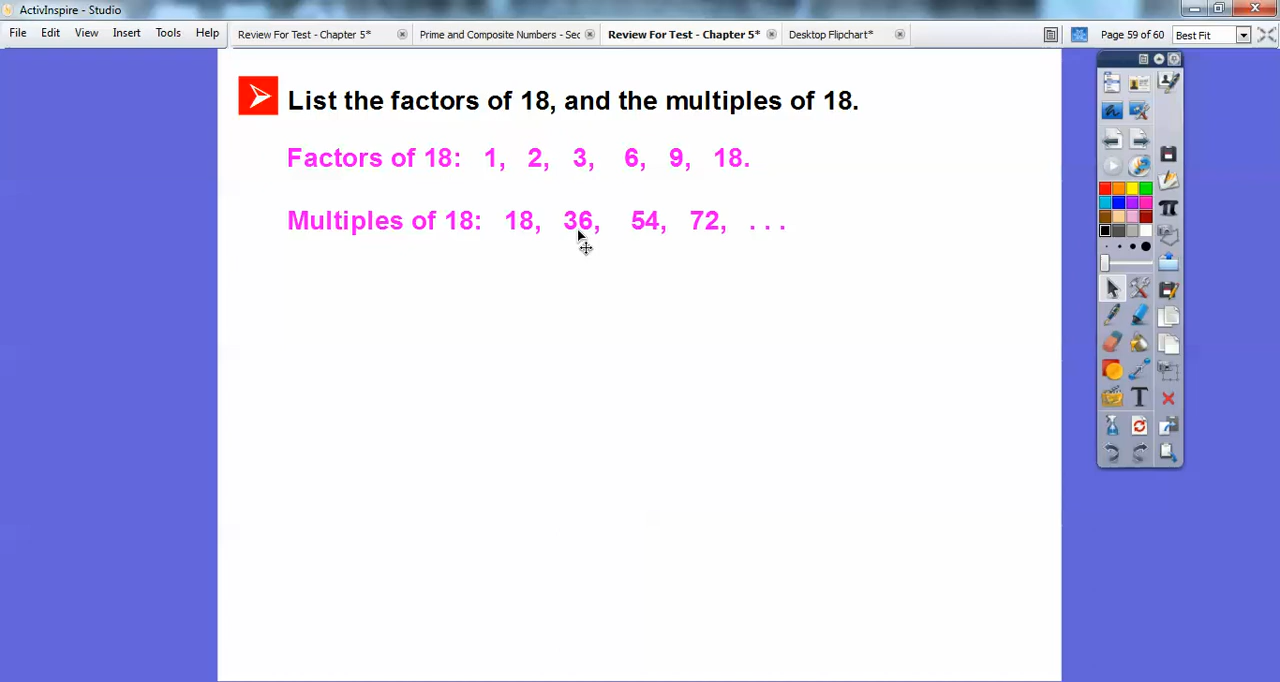 ActivInspire - Studio
File Edit View Insert Tools Help
Review For Test - Chapter 5* Prime and Composite Numbers - Sec Review For Test - Chapter 5* Desktop Flipchart* Page 59 of 60 Best Fit
List the factors of 18, and the multiples of 18.
Factors of 18: 1, 2, 3, 6, 9, 18.
Multiples of 18: 18, 36, 54, 72, . . .